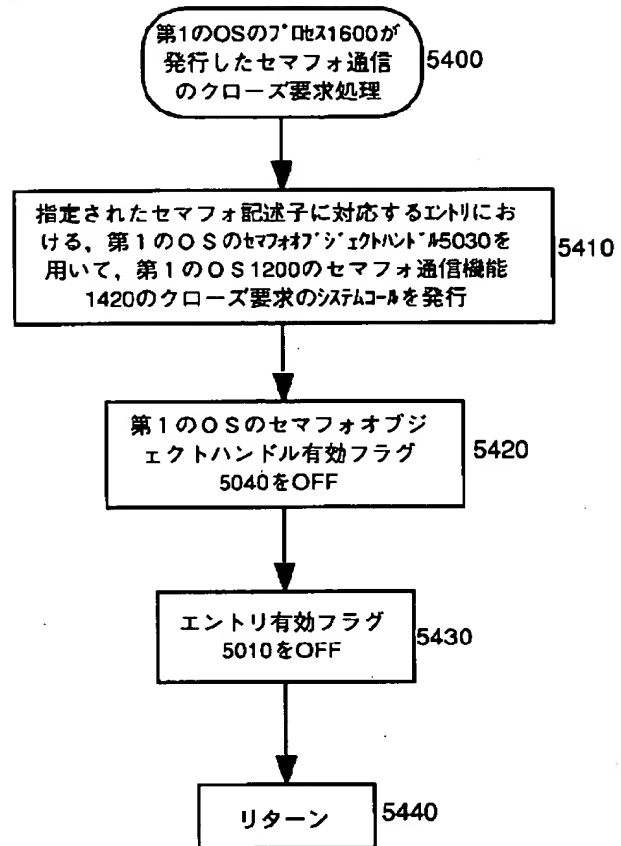 第1のOSのプロセス1600が
発行したセマフォ通信
のクローズ要求処理
5400
指定されたセマフォ記述子に対応するエントリにお
ける，第1のＯＳのセマフォオブジェクトハンドル5030を
用いて，第1のOS1200のセマフォ通信機能
1420のクローズ要求のシステムコールを発行
5410
第１のＯＳのセマフォオブジ
ェクトハンドル有効フラグ
5040をOFF
5420
エントリ有効フラグ
5010をOFF
5430
リターン
5440